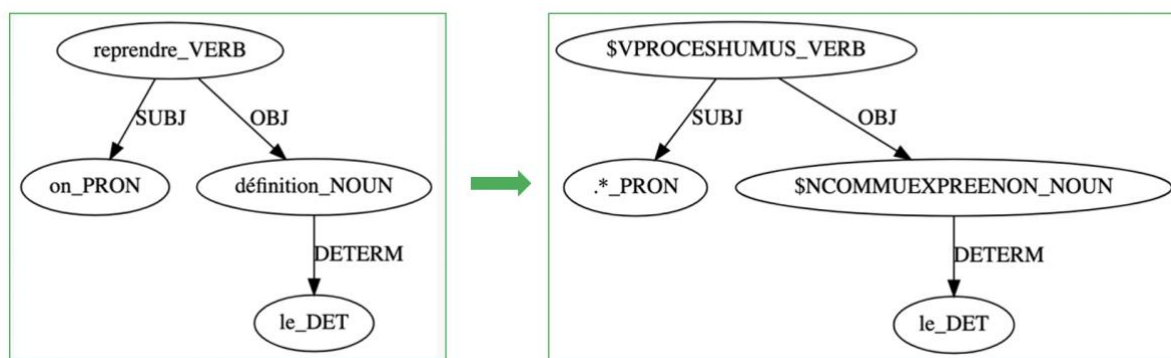 reprendre_VERB
SUBJ
OBJ
on_PRON
définition_NOUN
DETERM
le_DET
$VPROCESHUMUS_VERB
SUBJ
OBJ
.*_PRON
$NCOMMUEXPREENON_NOUN
DETERM
le_DET